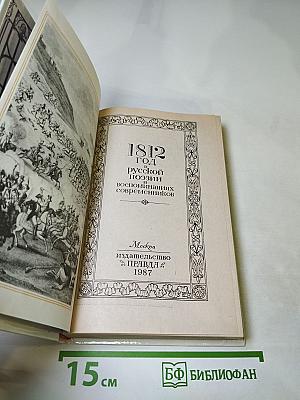 1812
ГОД
в
русской
поэзии
и
воспоминаниях
современников
Москва
издательство
"ПРАВДА"
1987
15 см
БФ БИБЛИОФАН